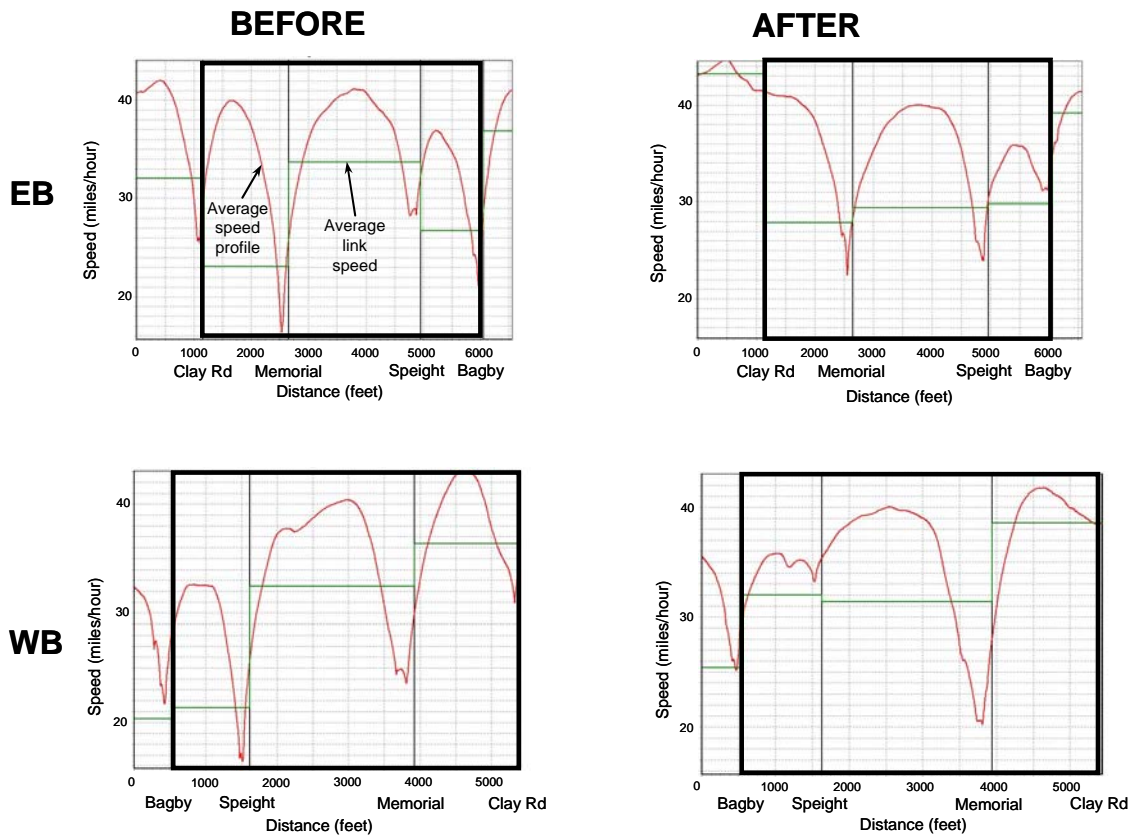 BEFORE
AFTER
EB
Speed (miles/hour)
40
30
20
Average
speed
profile
Average
link
speed
0 1000 2000 3000 4000 5000 6000
Clay Rd Memorial Speight Bagby
Distance (feet)
Speed (miles/hour)
40
30
20
0 1000 2000 3000 4000 5000 6000
Clay Rd Memorial Speight Bagby
Distance (feet)
WB
Speed (miles/hour)
40
30
20
0 1000 2000 3000 4000 5000
Bagby Speight Memorial Clay Rd
Distance (feet)
Speed (miles/hour)
40
30
20
0 1000 2000 3000 4000 5000
Bagby Speight Memorial Clay Rd
Distance (feet)